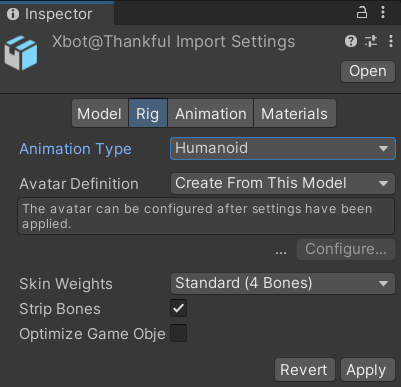 Inspector
Xbot@Thankful Import Settings
Open
Model Rig Animation Materials
Animation Type Humanoid
Avatar Definition Create From This Model
The avatar can be configured after settings have been
applied.
... Configure...
Skin Weights Standard (4 Bones)
Strip Bones
Optimize Game Obje
Revert Apply